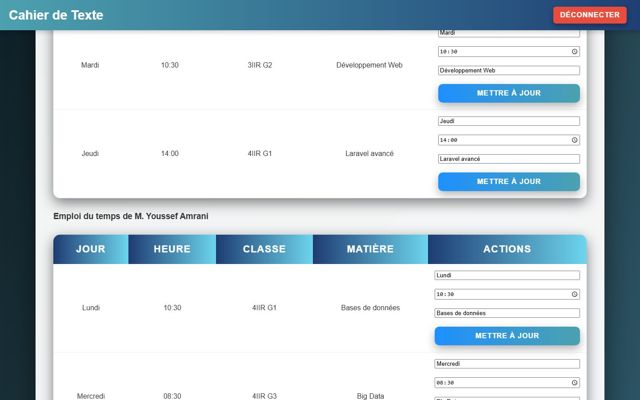 Cahier de Texte
DÉCONNECTER
Mardi 10:30 3IIR G2 Développement Web
Mardi
10:30
Développement Web
METTRE À JOUR
Jeudi 14:00 4IIR G1 Laravel avancé
Jeudi
14:00
Laravel avancé
METTRE À JOUR
Emploi du temps de M. Youssef Amrani
JOUR HEURE CLASSE MATIÈRE ACTIONS
Lundi 10:30 4IIR G1 Bases de données
Lundi
10:30
Bases de données
METTRE À JOUR
Mercredi 08:30 4IIR G3 Big Data
Mercredi
08:30